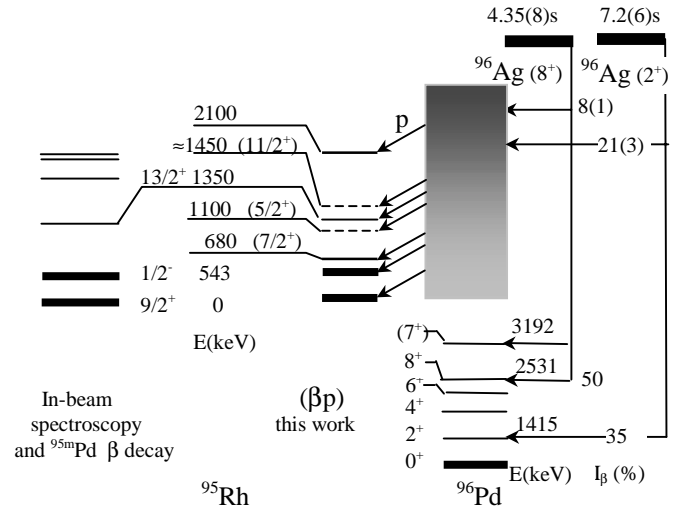 4.35(8)s 7.2(6)s
⁹⁶Ag (8⁺) ⁹⁶Ag (2⁺)
8(1)
21(3)
p
2100
≈1450 (11/2⁺)
13/2⁺ 1350
1100 (5/2⁺)
680 (7/2⁺)
1/2⁻ 543
9/2⁺ 0
E(keV)
(7⁺) 3192
8⁺ 2531 50
6⁺
4⁺
2⁺ 1415 35
0⁺
E(keV) I_β (%)
In-beam
spectroscopy
and ⁹⁵ᵐPd β decay
(βp)
this work
⁹⁵Rh ⁹⁶Pd